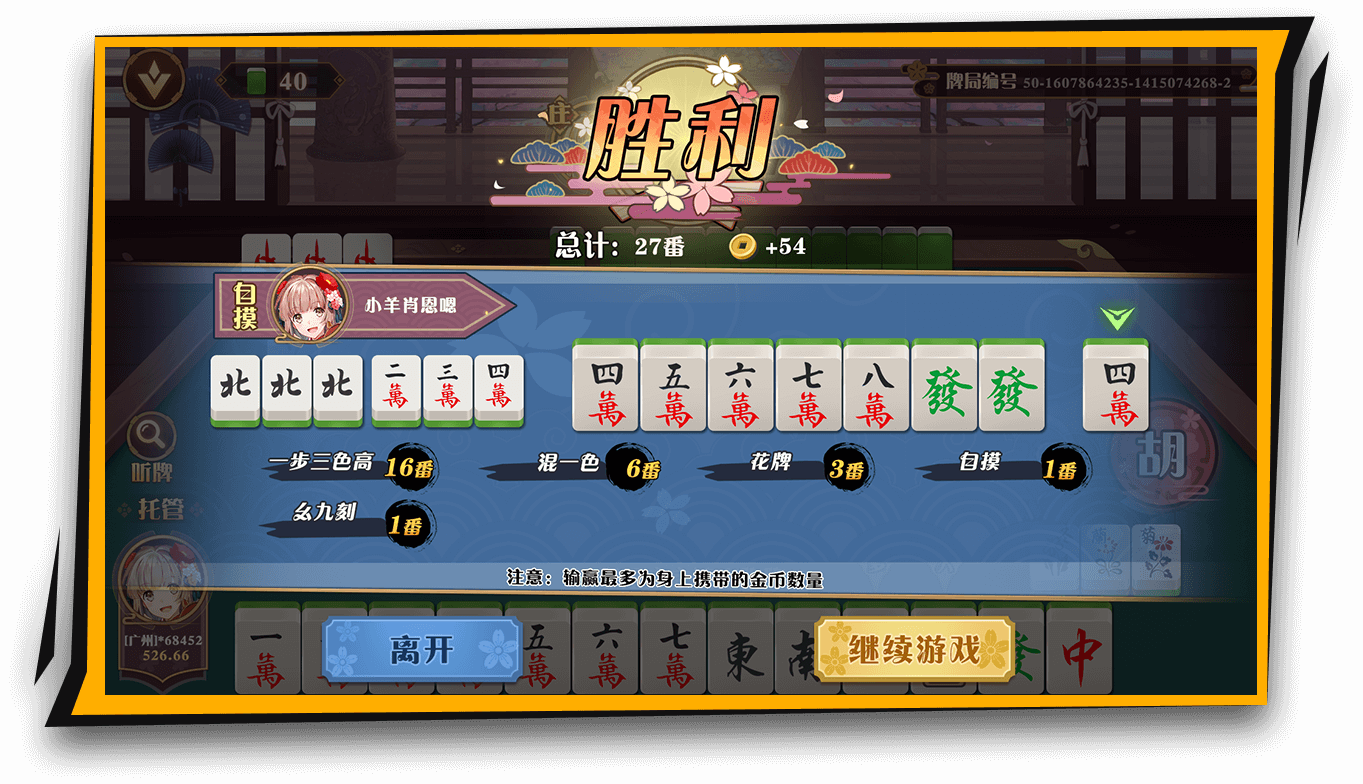 40
牌局编号 50-1607864235-1415074268-2
庄
胜利
总计：27番 +54
自摸
小羊肖恩嗯
北 北 北 二萬 三萬 四萬 四萬 五萬 六萬 七萬 八萬 發 發 四萬
一步三色高 16番 混一色 6番 花牌 3番 自摸 1番
幺九刻 1番
胡
听牌
托管
注意：输赢最多为身上携带的金币数量
[广州]*68452
526.66
一萬 五萬 六萬 七萬 東 南 中
离开
继续游戏